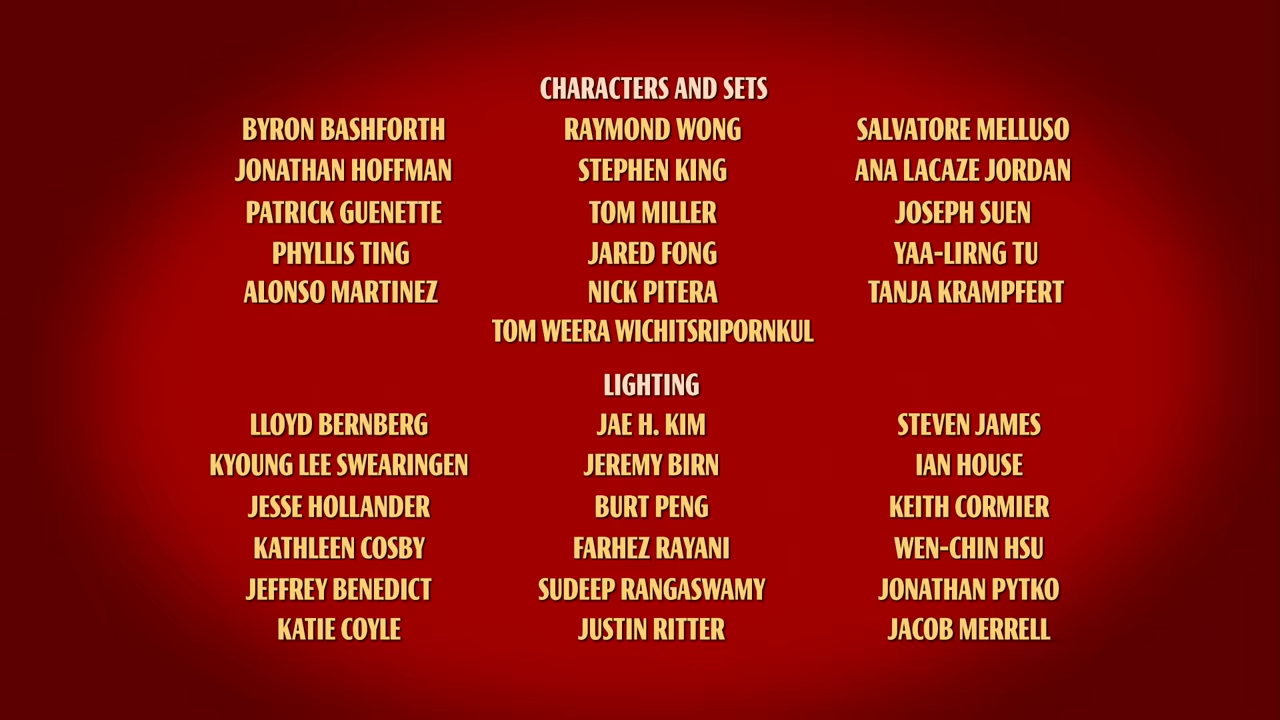 CHARACTERS AND SETS
BYRON BASHFORTH RAYMOND WONG SALVATORE MELLUSO
JONATHAN HOFFMAN STEPHEN KING ANA LACAZE JORDAN
PATRICK GUENETTE TOM MILLER JOSEPH SUEN
PHYLLIS TING JARED FONG YAA-LIRNG TU
ALONSO MARTINEZ NICK PITERA TANJA KRAMPFERT
TOM WEERA WICHITSRIPORNKUL
LIGHTING
LLOYD BERNBERG JAE H. KIM STEVEN JAMES
KYOUNG LEE SWEARINGEN JEREMY BIRN IAN HOUSE
JESSE HOLLANDER BURT PENG KEITH CORMIER
KATHLEEN COSBY FARHEZ RAYANI WEN-CHIN HSU
JEFFREY BENEDICT SUDEEP RANGASWAMY JONATHAN PYTKO
KATIE COYLE JUSTIN RITTER JACOB MERRELL